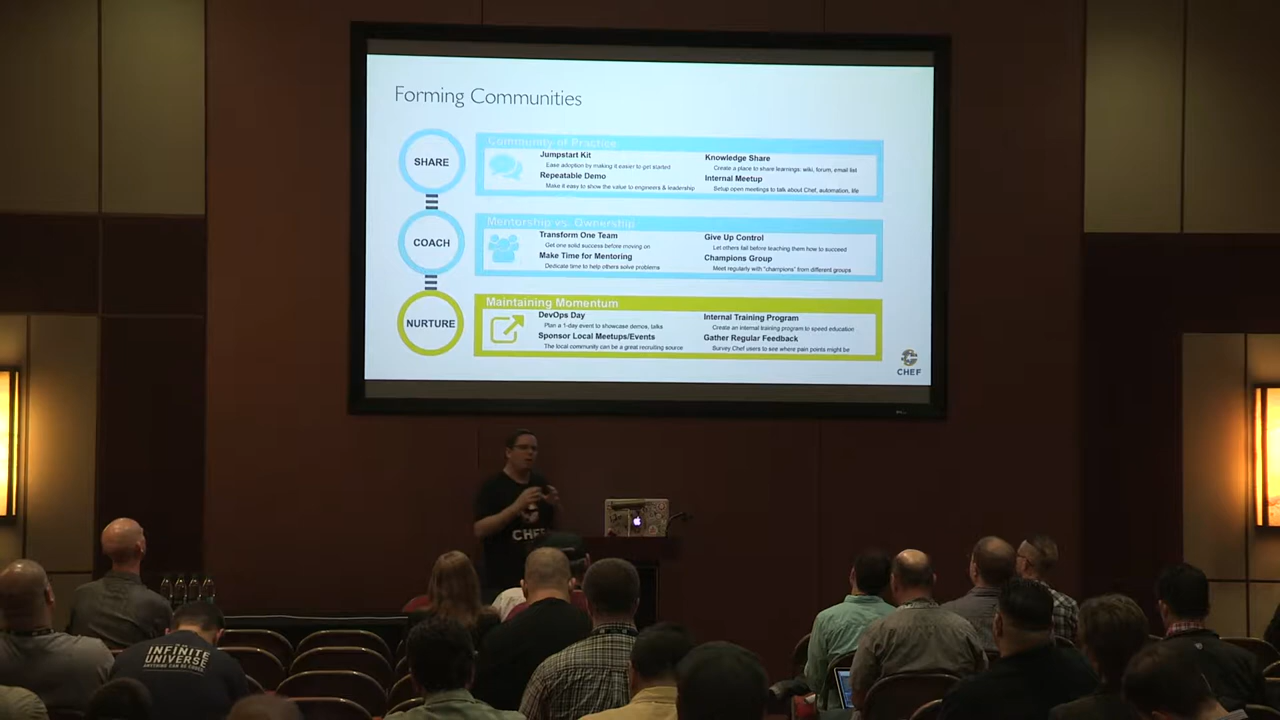 Forming Communities
SHARE
Community of Practice
Jumpstart Kit
Ease adoption by making it easier to get started
Repeatable Demo
Make it easy to show the value to engineers & leadership
Knowledge Share
Create a place to share learnings: wiki, forum, email list
Internal Meetup
Setup open meetings to talk about Chef, automation, life
COACH
Mentorship vs. Ownership
Transform One Team
Get one solid success before moving on
Make Time for Mentoring
Dedicate time to help others solve problems
Give Up Control
Let others fail before teaching them how to succeed
Champions Group
Meet regularly with "champions" from different groups
NURTURE
Maintaining Momentum
DevOps Day
Plan a 1-day event to showcase demos, talks
Sponsor Local Meetups/Events
The local community can be a great recruiting source
Internal Training Program
Create an internal training program to speed education
Gather Regular Feedback
Survey Chef users to see where pain points might be
CHEF
CHEF
INFINITE
UNIVERSE